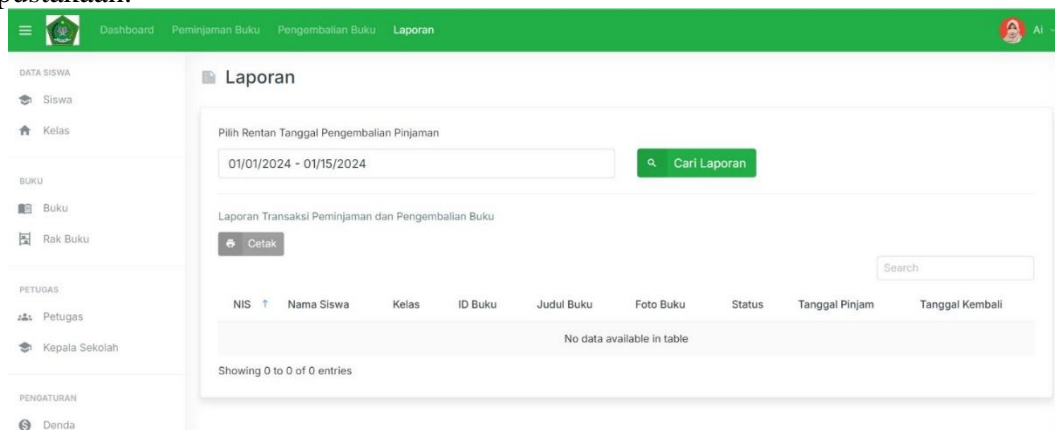 pustakaan.
Dashboard Peminjaman Buku Pengembalian Buku Laporan Ai
DATA SISWA
Siswa
Kelas
BUKU
Buku
Rak Buku
PETUGAS
Petugas
Kepala Sekolah
PENGATURAN
Denda
Laporan
Pilih Rentan Tanggal Pengembalian Pinjaman
01/01/2024 - 01/15/2024 Cari Laporan
Laporan Transaksi Peminjaman dan Pengembalian Buku
Cetak
Search
NIS ↑ Nama Siswa Kelas ID Buku Judul Buku Foto Buku Status Tanggal Pinjam Tanggal Kembali
No data available in table
Showing 0 to 0 of 0 entries